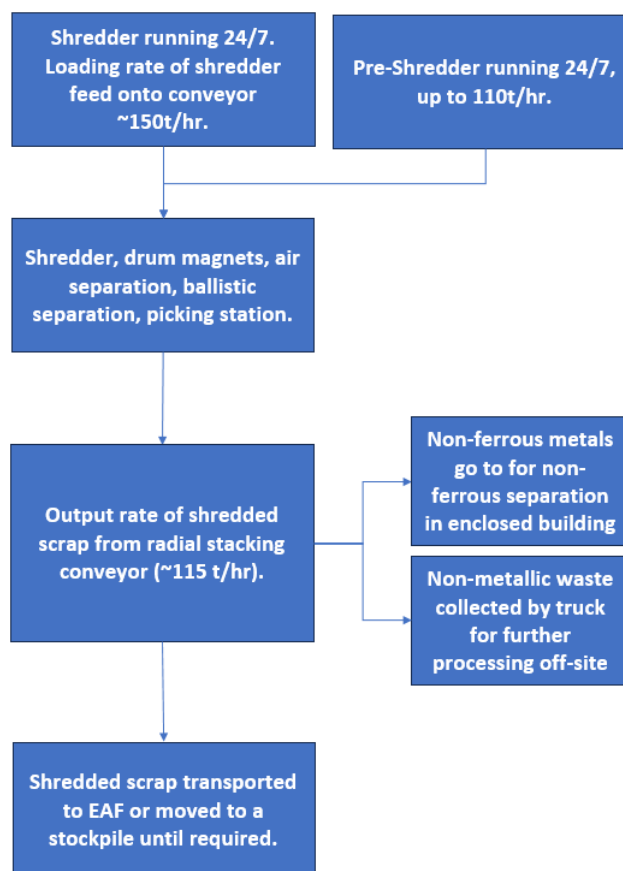 Shredder running 24/7.
Loading rate of shredder
feed onto conveyor
~150t/hr.
Pre-Shredder running 24/7,
up to 110t/hr.
Shredder, drum magnets, air
separation, ballistic
separation, picking station.
Output rate of shredded
scrap from radial stacking
conveyor (~115 t/hr).
Non-ferrous metals
go to for non-
ferrous separation
in enclosed building
Non-metallic waste
collected by truck
for further
processing off-site
Shredded scrap transported
to EAF or moved to a
stockpile until required.